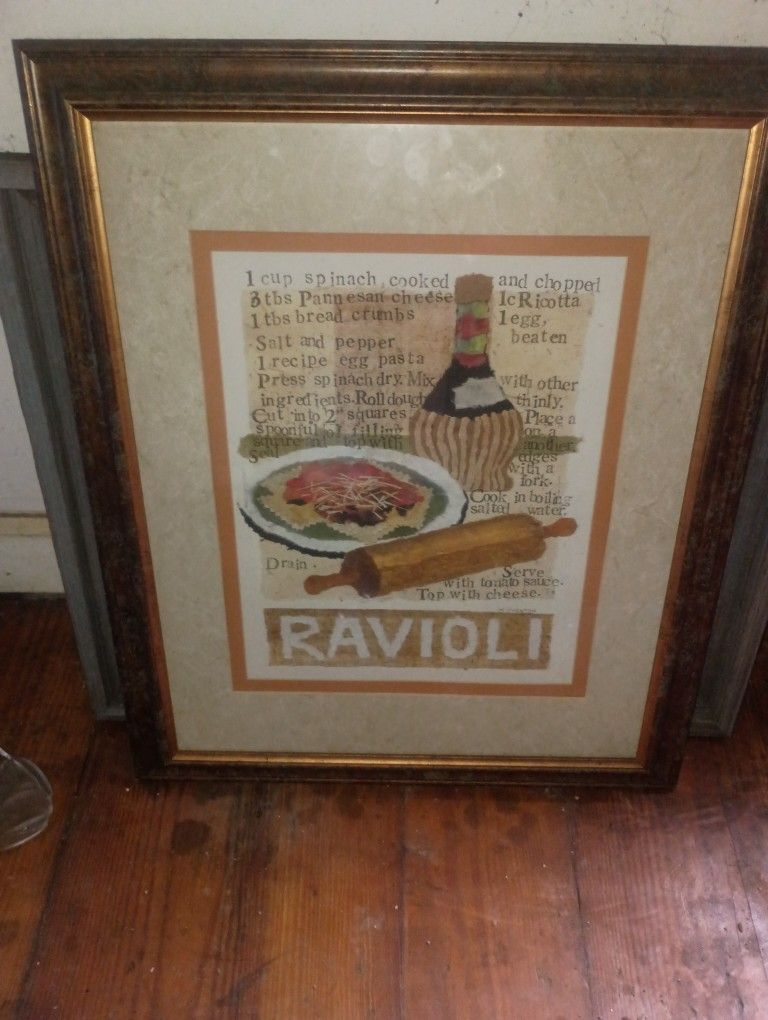 1 cup spinach, cooked and chopped
3 tbs Parmesan cheese 1c Ricotta
1 tbs bread crumbs 1 egg,
beaten
Salt and pepper
1 recipe egg pasta
Press spinach dry. Mix with other
ingredients. Roll dough thinly.
Cut into 2" squares Place a
spoonful of filling on a
square and top with another
Seal edges
with a
fork.
Cook in boiling
salted water.
Drain.
Serve
with tomato sauce.
Top with cheese.
RAVIOLI